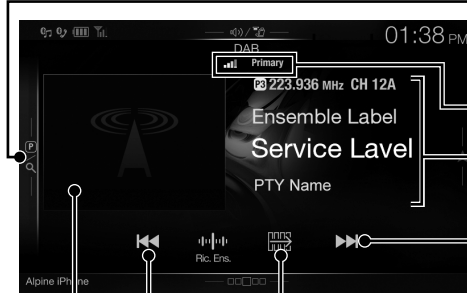 01:38 PM
DAB
Primary
P3 223.936 MHz CH 12A
Ensemble Label
Service Lavel
PTY Name
P
Ric. Ens.
Alpine iPhone